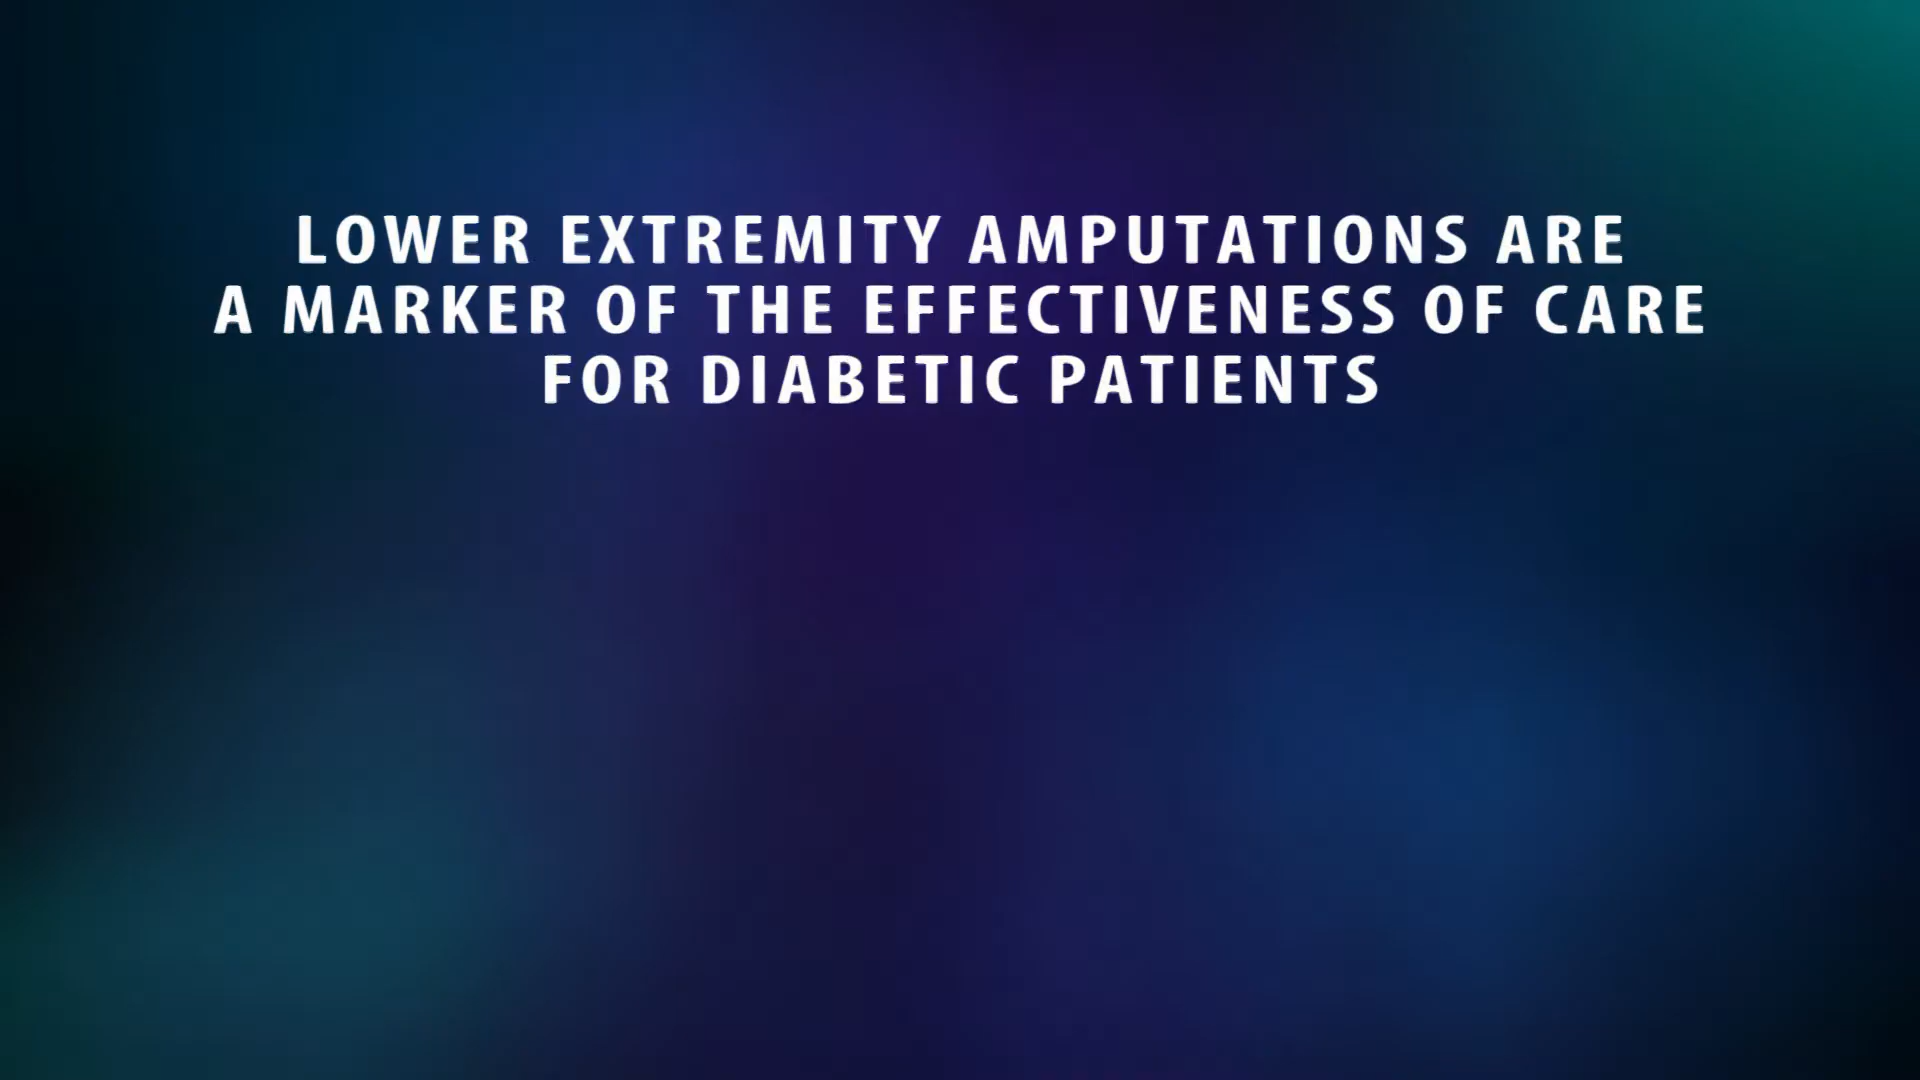 LOWER EXTREMITY AMPUTATIONS ARE
A MARKER OF THE EFFECTIVENESS OF CARE
FOR DIABETIC PATIENTS